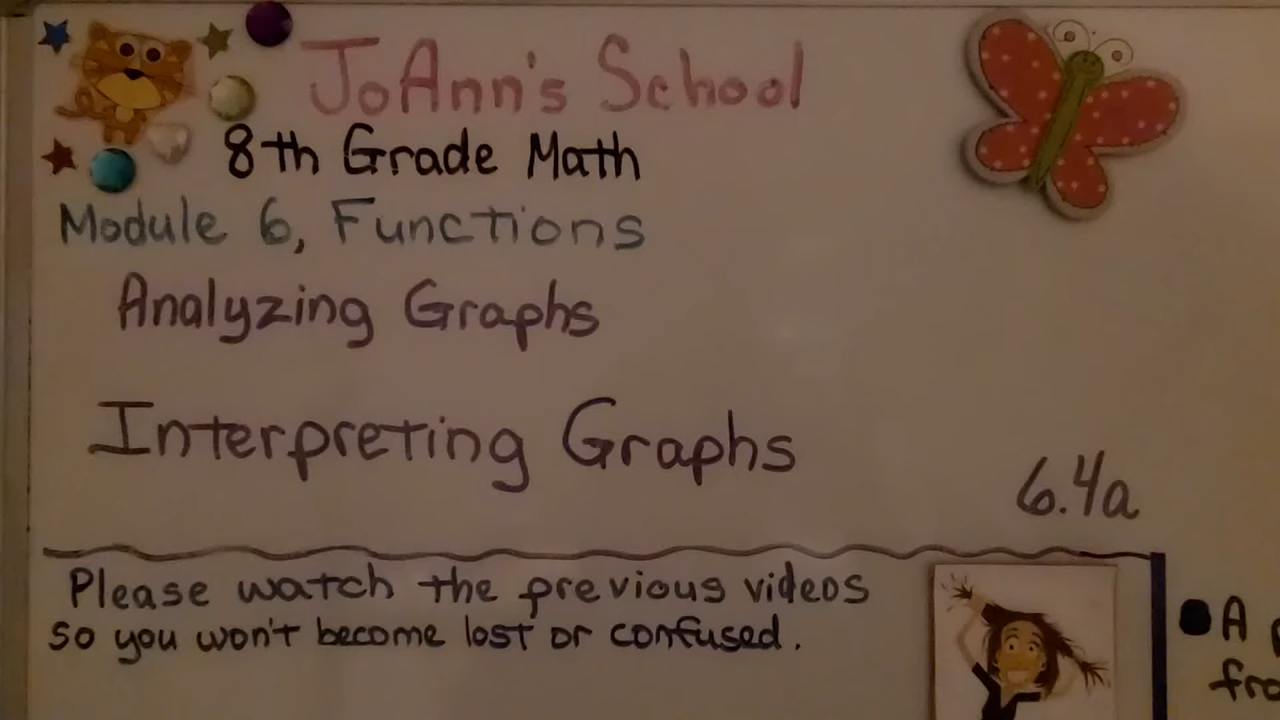 JoAnn's School
8th Grade Math
Module 6, Functions
Analyzing Graphs
Interpreting Graphs
6.4a
Please watch the previous videos
so you won't become lost or confused.
A